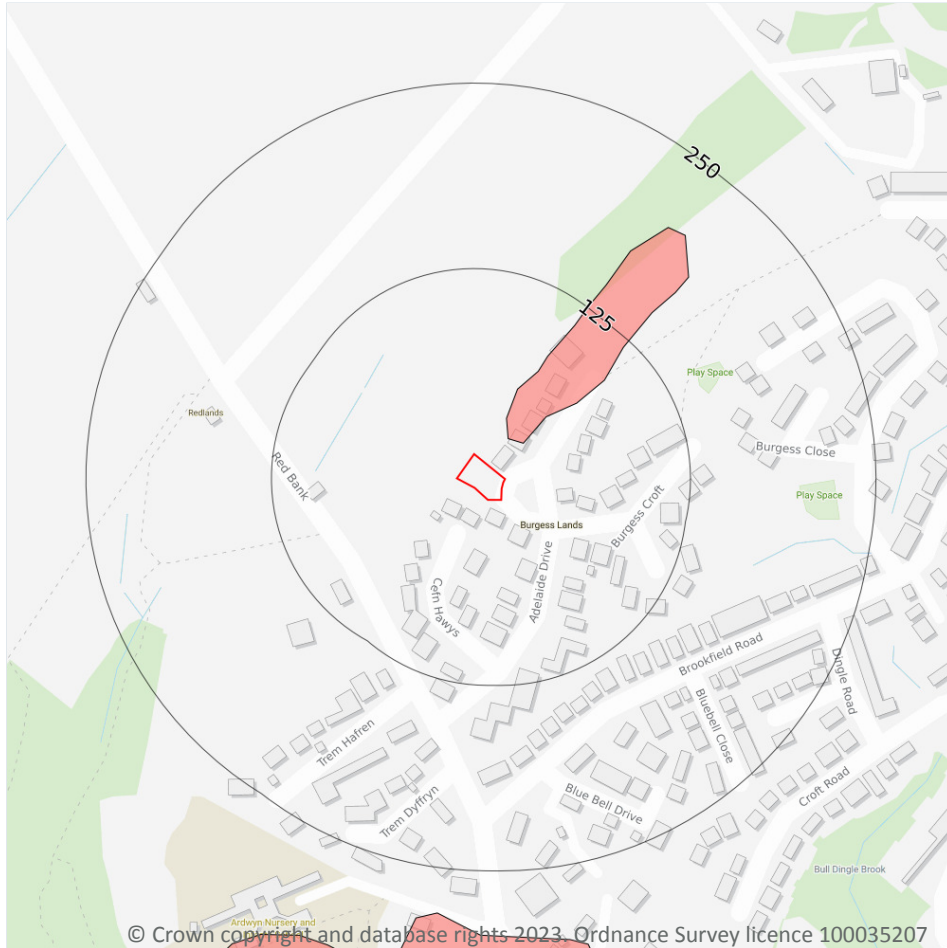 250
125
Play Space
Redlands
Burgess Close
Red Bank
Play Space
Burgess Croft
Burgess Lands
Adelaide Drive
Cefn Hawys
Brookfield Road
Dingle Road
Bluebell Close
Trem Hafren
Croft Road
Blue Bell Drive
Trem Dyffryn
Bull Dingle Brook
Ardwyn Nursery and
© Crown copyright and database rights 2023. Ordnance Survey licence 100035207